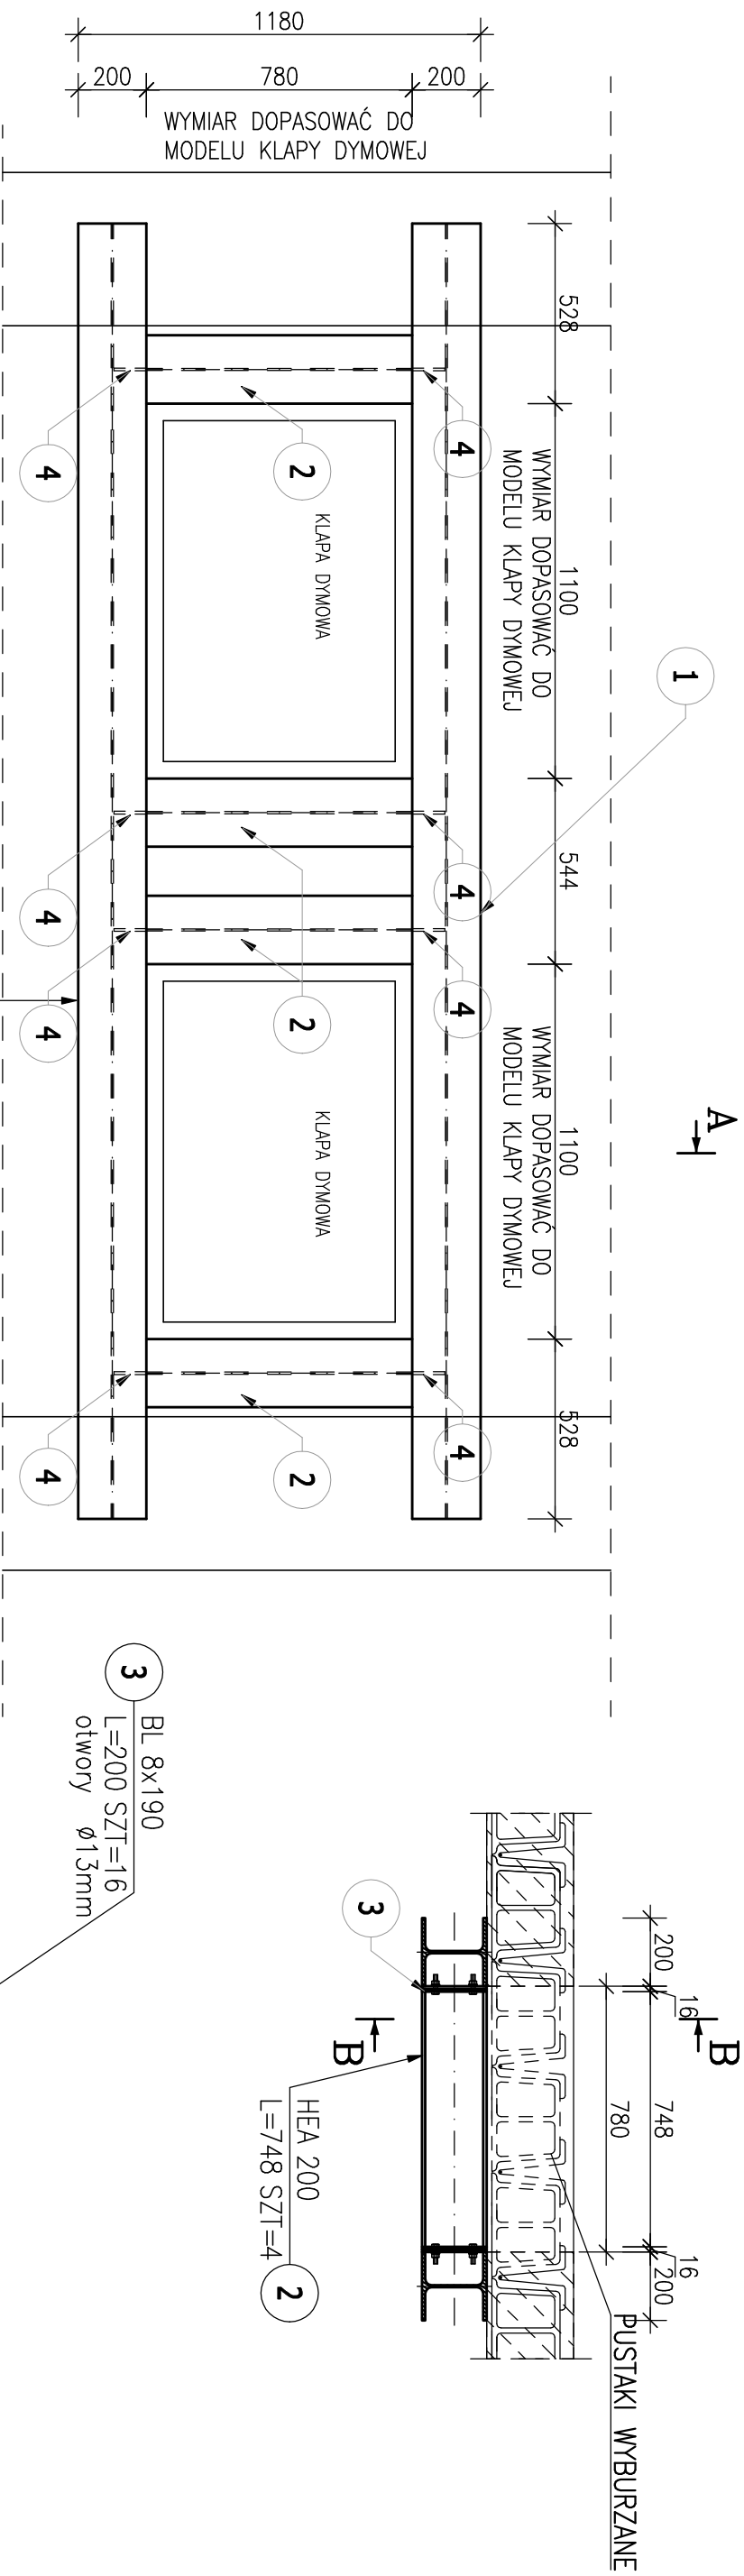 1180
200
780
200
WYMIAR DOPASOWAĆ DO
MODELU KLAPY DYMOWEJ
528
1100
WYMIAR DOPASOWAĆ DO
MODELU KLAPY DYMOWEJ
544
1100
WYMIAR DOPASOWAĆ DO
MODELU KLAPY DYMOWEJ
528
1
A
4
4
4
4
2
2
2
KLAPA DYMOWA
KLAPA DYMOWA
4
4
4
4
3
BL 8x190
L=200 SZT=16
otwory ø13mm
200
16
748
16
200
780
B
B
3
HEA 200
L=748 SZT=4
2
PUSTAKI WYBURZANE